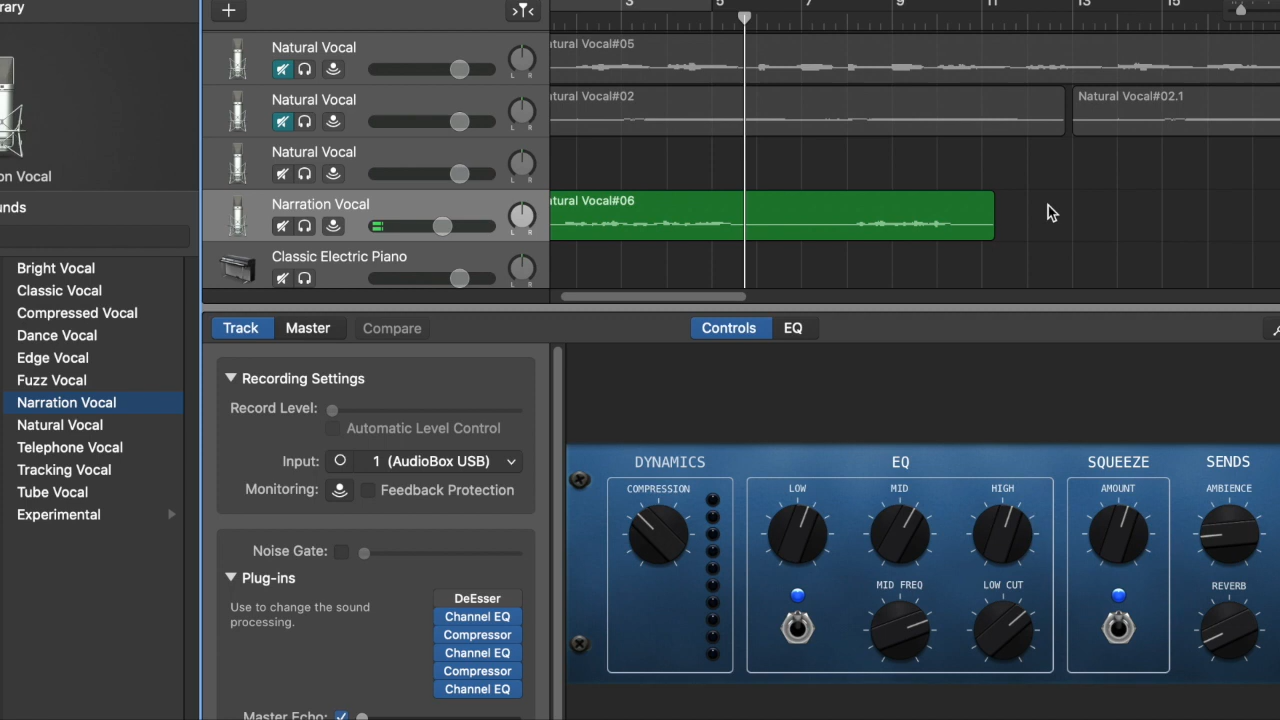 rary
on Vocal
unds
Bright Vocal
Classic Vocal
Compressed Vocal
Dance Vocal
Edge Vocal
Fuzz Vocal
Narration Vocal
Natural Vocal
Telephone Vocal
Tracking Vocal
Tube Vocal
Experimental
3 5 7 9 11 13 15
Natural Vocal
L R
tural Vocal#05
Natural Vocal
L R
tural Vocal#02
Natural Vocal#02.1
Natural Vocal
L R
Narration Vocal
L R
tural Vocal#06
Classic Electric Piano
L R
Track Master Compare
Controls EQ
Recording Settings
Record Level:
Automatic Level Control
Input: 1 (AudioBox USB)
Monitoring: Feedback Protection
Noise Gate:
Plug-ins
Use to change the sound
processing.
DeEsser
Channel EQ
Compressor
Channel EQ
Compressor
Channel EQ
Master Echo:
DYNAMICS
COMPRESSION
EQ
LOW MID HIGH
MID FREQ LOW CUT
SQUEEZE
AMOUNT
SENDS
AMBIENCE
REVERB